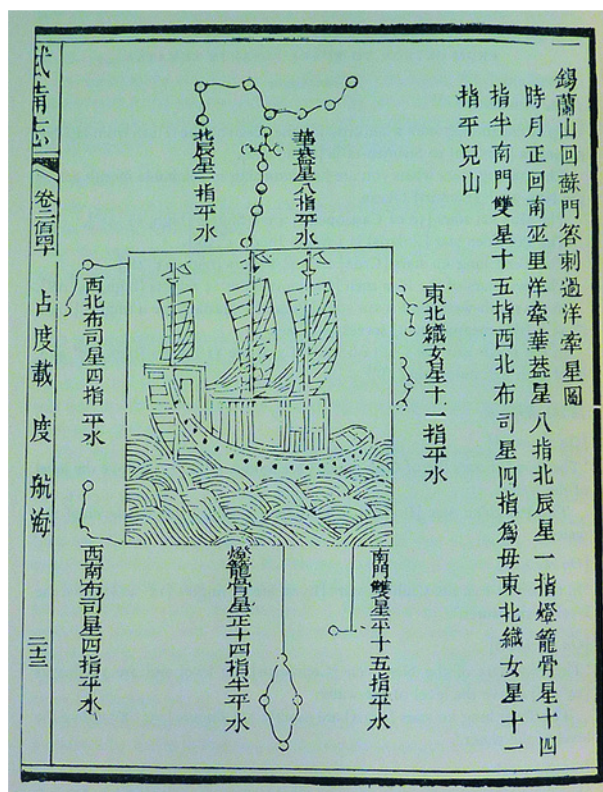 錫蘭山回蘇門答剌過洋牽星圖
時月正回南巫里洋牽華蓋星八指北辰星一指燈籠骨星十四
指半南門雙星十五指西北布司星四指爲母東北織女星十一
指平兒山
華蓋星八指平水
北辰星一指平水
東北織女星十一指平水
西北布司星四指平水
南門雙星平十五指平水
燈籠骨星正十四指半平水
西南布司星四指平水
武備志
卷二百四十
占度載 度 航海
二十三